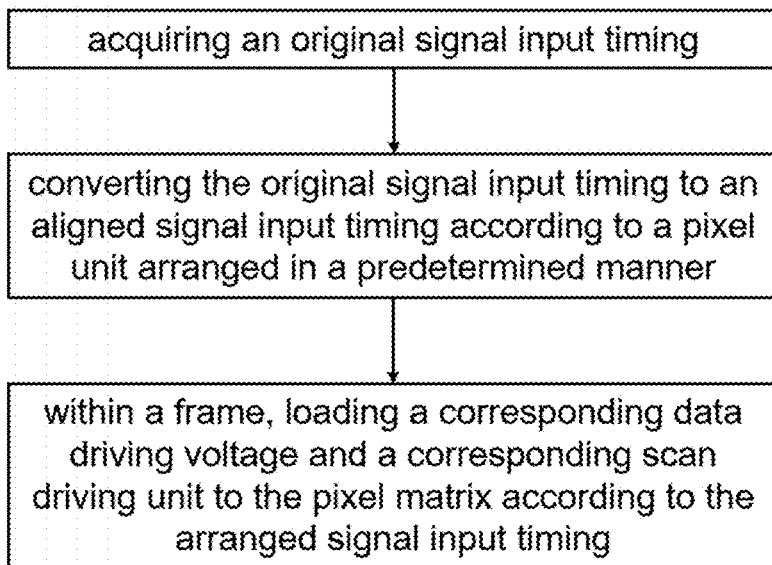 acquiring an original signal input timing
converting the original signal input timing to an
aligned signal input timing according to a pixel
unit arranged in a predetermined manner
within a frame, loading a corresponding data
driving voltage and a corresponding scan
driving unit to the pixel matrix according to the
arranged signal input timing